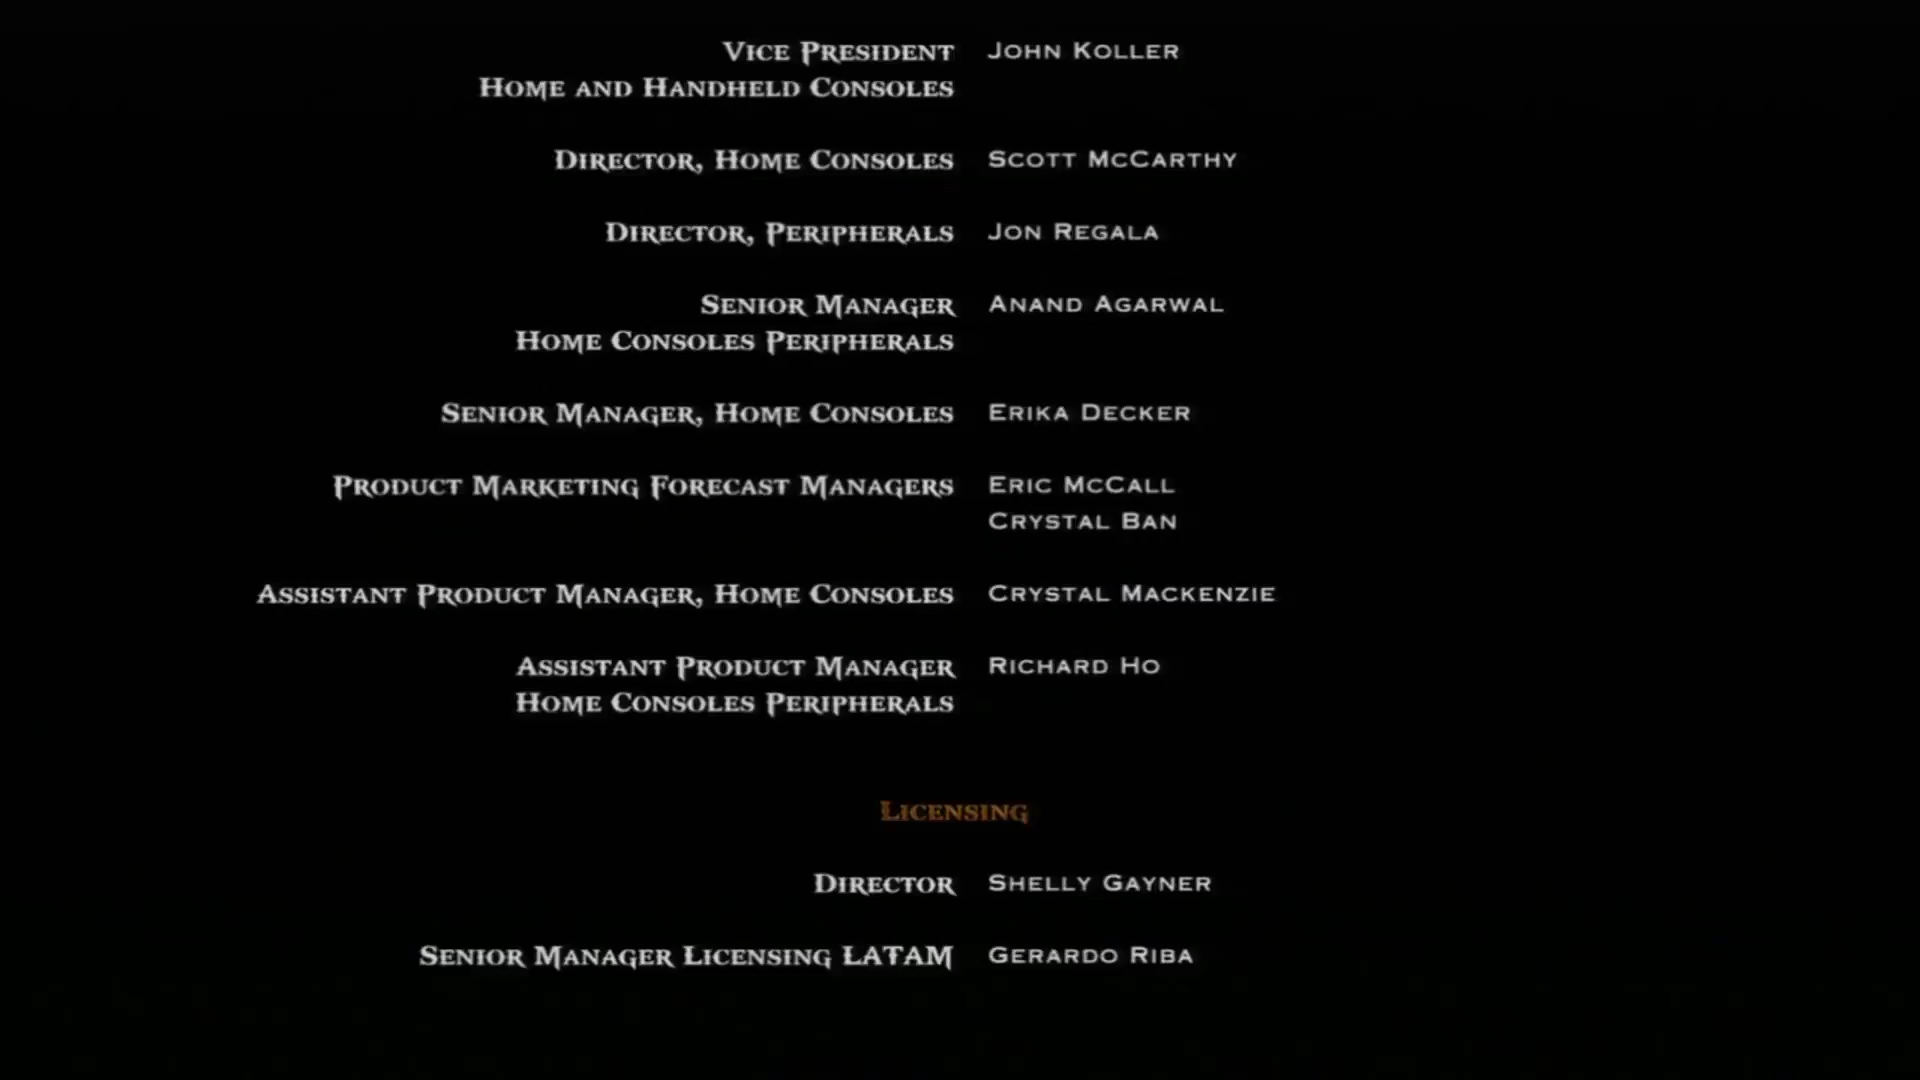 Vice President John Koller
Home and Handheld Consoles
Director, Home Consoles Scott McCarthy
Director, Peripherals Jon Regala
Senior Manager Anand Agarwal
Home Consoles Peripherals
Senior Manager, Home Consoles Erika Decker
Product Marketing Forecast Managers Eric McCall
Crystal Ban
Assistant Product Manager, Home Consoles Crystal Mackenzie
Assistant Product Manager Richard Ho
Home Consoles Peripherals
Licensing
Director Shelly Gayner
Senior Manager Licensing LATAM Gerardo Riba